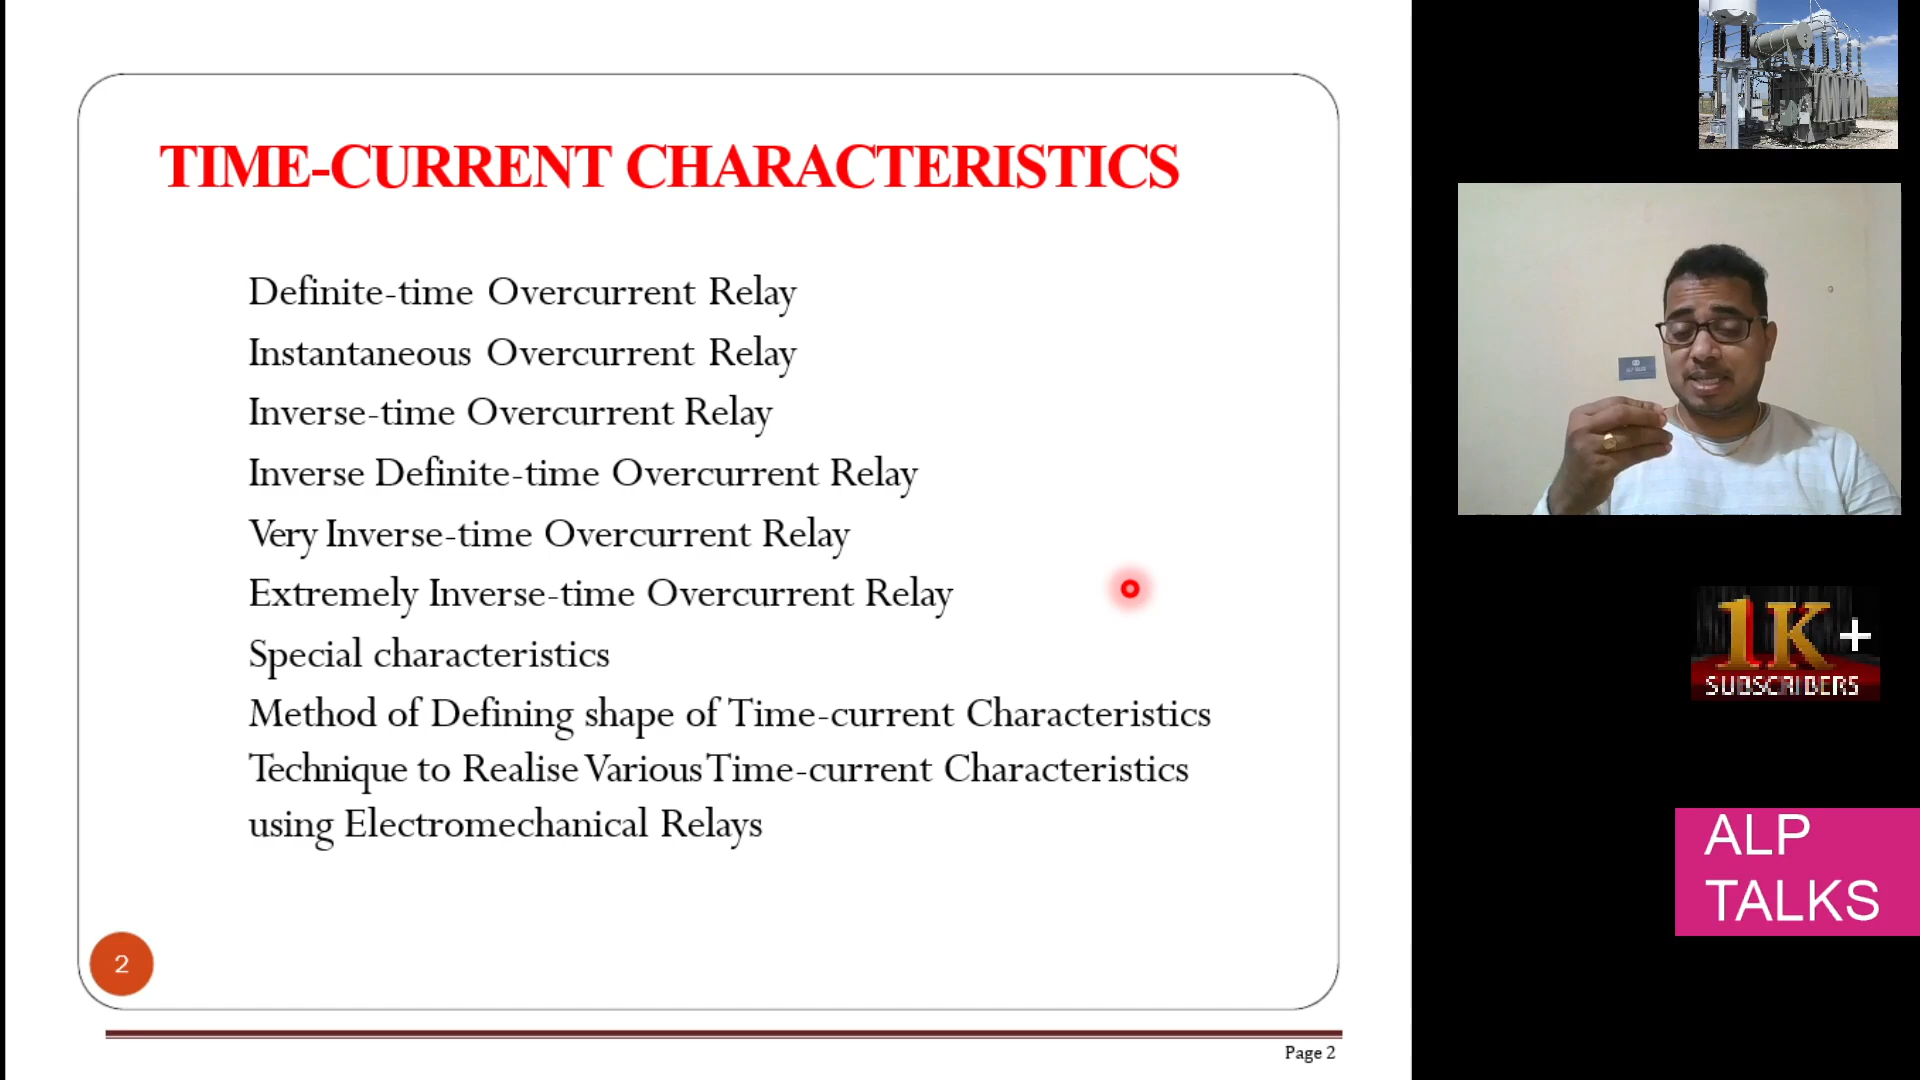 TIME-CURRENT CHARACTERISTICS
Definite-time Overcurrent Relay
Instantaneous Overcurrent Relay
Inverse-time Overcurrent Relay
Inverse Definite-time Overcurrent Relay
Very Inverse-time Overcurrent Relay
Extremely Inverse-time Overcurrent Relay
Special characteristics
Method of Defining shape of Time-current Characteristics
Technique to Realise Various Time-current Characteristics
using Electromechanical Relays
2
Page 2
1K+
SUBSCRIBERS
ALP
TALKS